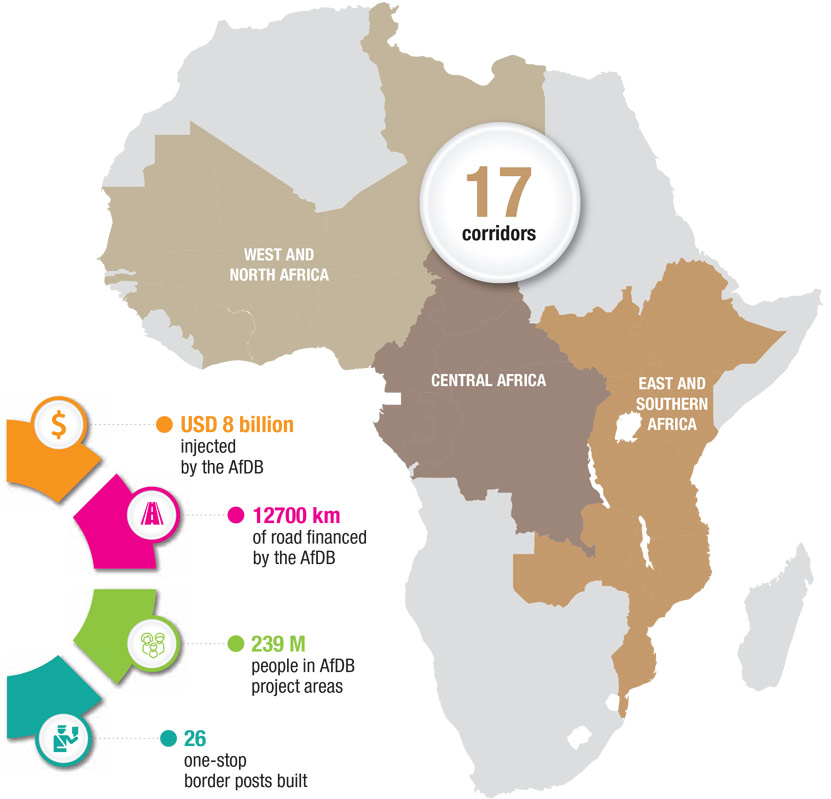 17
corridors
WEST AND
NORTH AFRICA
CENTRAL AFRICA
EAST AND
SOUTHERN
AFRICA
$
USD 8 billion
injected
by the AfDB
12700 km
of road financed
by the AfDB
239 M
people in AfDB
project areas
26
one-stop
border posts built